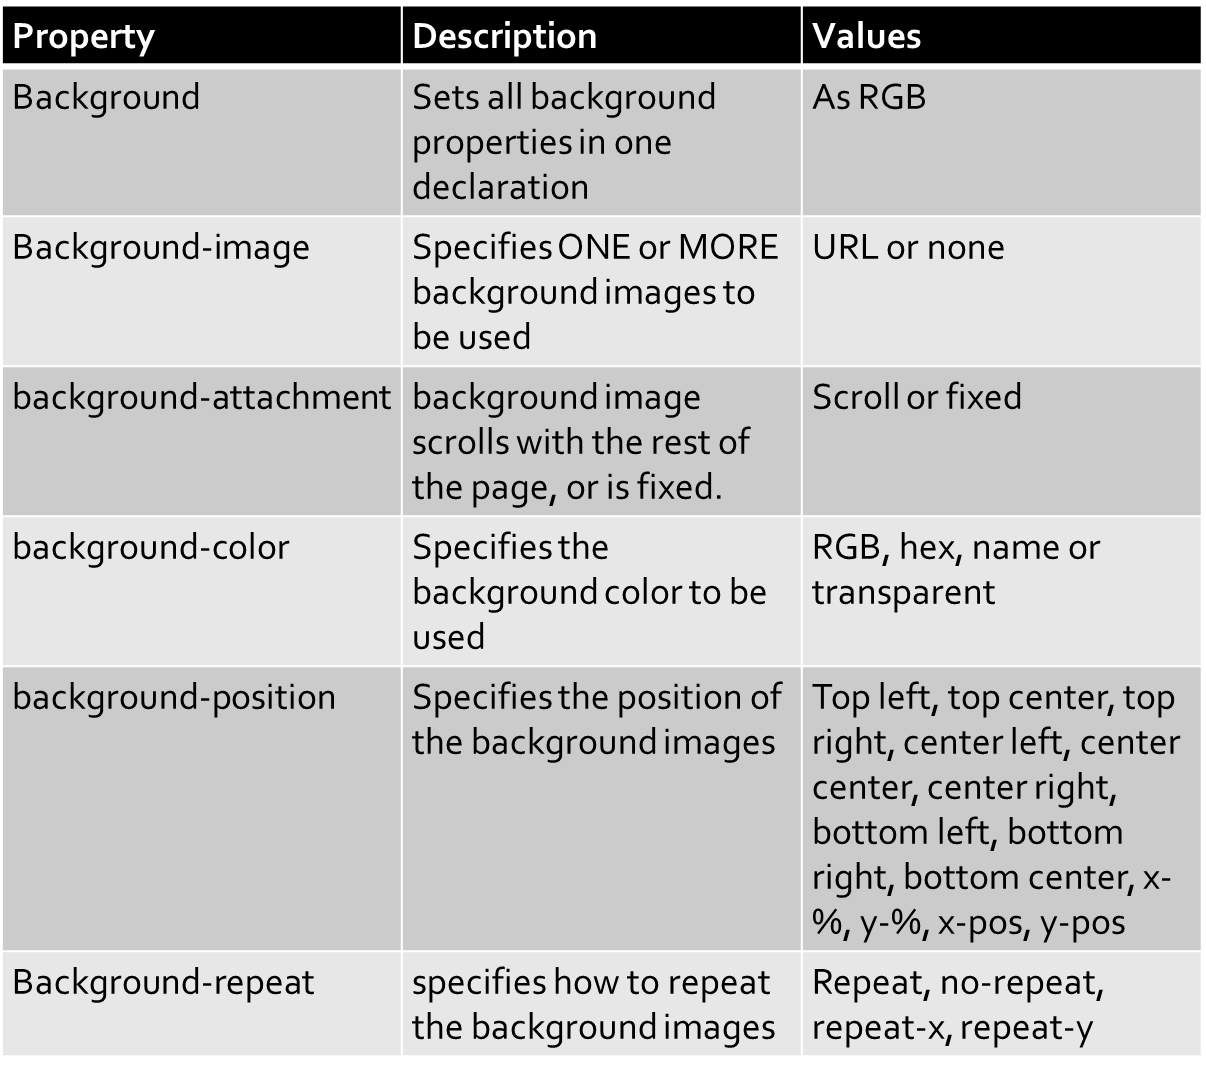 Property
Description
Values
Background
Sets all background
properties in one
declaration
As RGB
Background-image
Specifies ONE or MORE
background images to
be used
URL or none
background-attachment
background image
scrolls with the rest of
the page, or is fixed.
Scroll or fixed
background-color
Specifies the
background color to be
used
RGB, hex, name or
transparent
background-position
Specifies the position of
the background images
Top left, top center, top
right, center left, center
center, center right,
bottom left, bottom
right, bottom center, x-
%, y-%, x-pos, y-pos
Background-repeat
specifies how to repeat
the background images
Repeat, no-repeat,
repeat-x, repeat-y